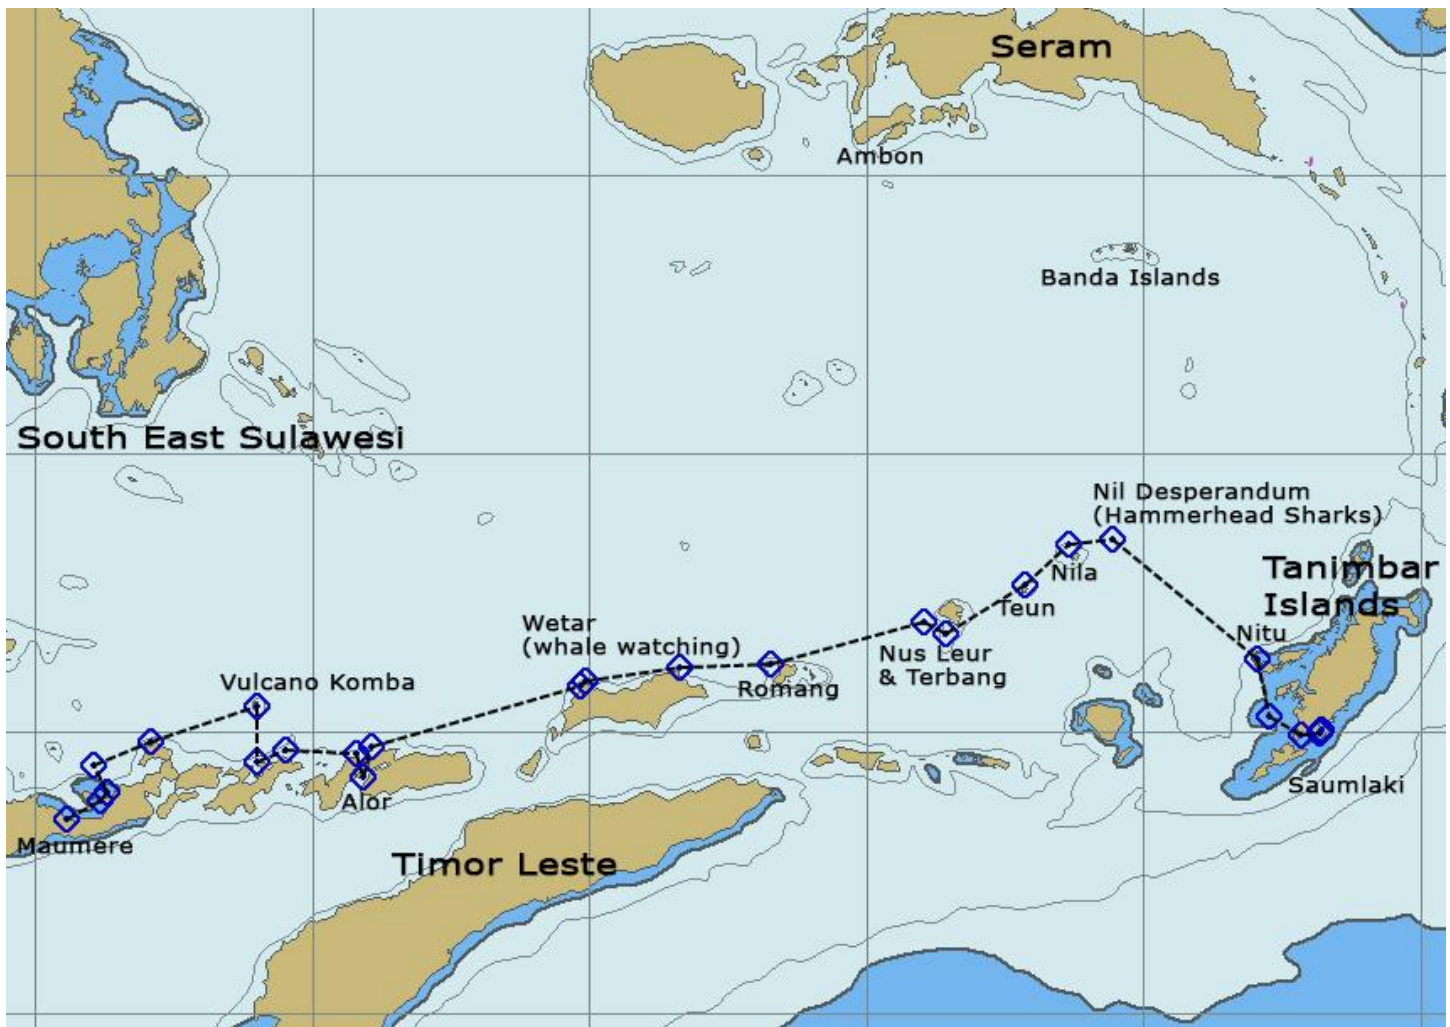 Seram
Ambon
Banda Islands
South East Sulawesi
Nil Desperandum
(Hammerhead Sharks)
Tanimbar
Islands
Nila
Teun
Wetar
(whale watching)
Nitu
Nus Leur
& Terbang
Vulcano Komba
Romang
Saumlaki
Alor
Maumere
Timor Leste